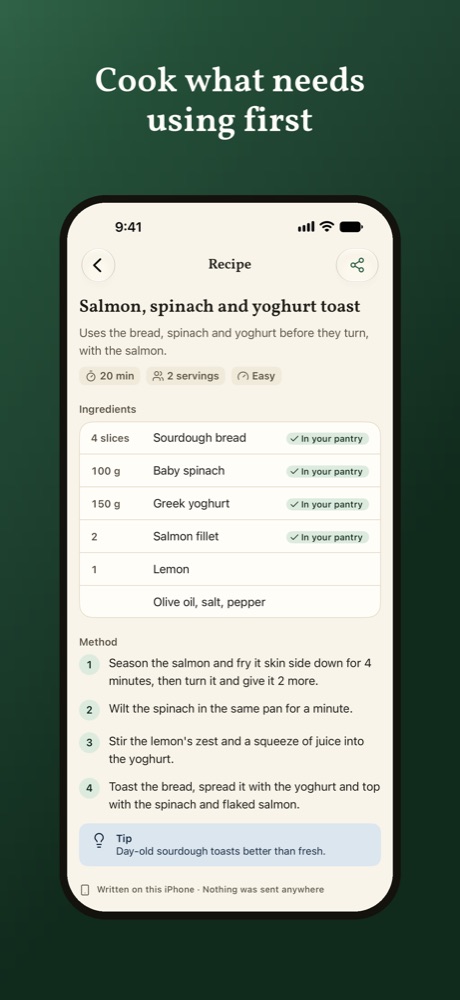 Cook what needs
using first
9:41
Recipe
Salmon, spinach and yoghurt toast
Uses the bread, spinach and yoghurt before they turn,
with the salmon.
20 min
2 servings
Easy
Ingredients
4 slices Sourdough bread In your pantry
100 g Baby spinach In your pantry
150 g Greek yoghurt In your pantry
2 Salmon fillet In your pantry
1 Lemon
Olive oil, salt, pepper
Method
1 Season the salmon and fry it skin side down for 4
minutes, then turn it and give it 2 more.
2 Wilt the spinach in the same pan for a minute.
3 Stir the lemon's zest and a squeeze of juice into
the yoghurt.
4 Toast the bread, spread it with the yoghurt and top
with the spinach and flaked salmon.
Tip
Day-old sourdough toasts better than fresh.
Written on this iPhone · Nothing was sent anywhere